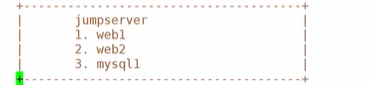 jumpserver
1. web1
2. web2
3. mysql1